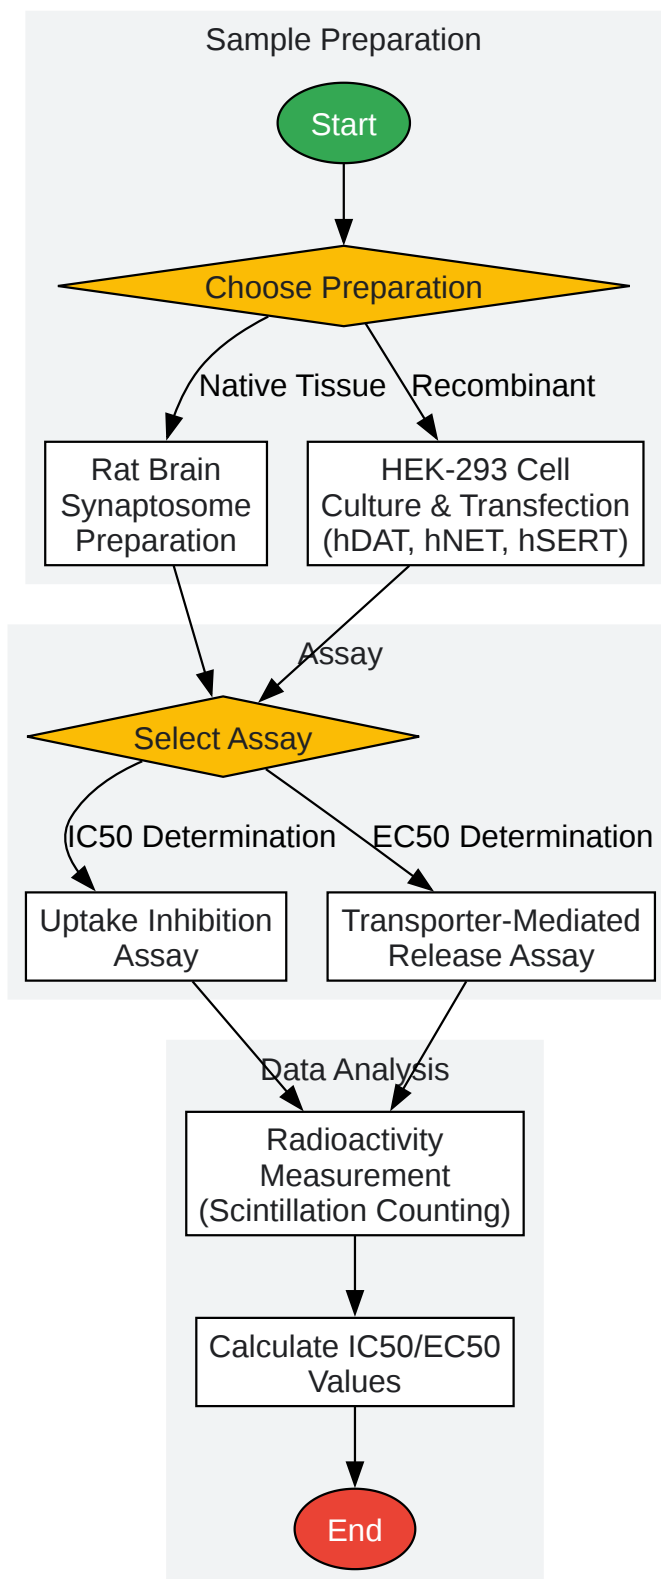 Sample Preparation
Start
Choose Preparation
Native Tissue
Recombinant
Rat Brain
Synaptosome
Preparation
HEK-293 Cell
Culture & Transfection
(hDAT, hNET, hSERT)
Assay
Select Assay
IC50 Determination
EC50 Determination
Uptake Inhibition
Assay
Transporter-Mediated
Release Assay
Data Analysis
Radioactivity
Measurement
(Scintillation Counting)
Calculate IC50/EC50
Values
End